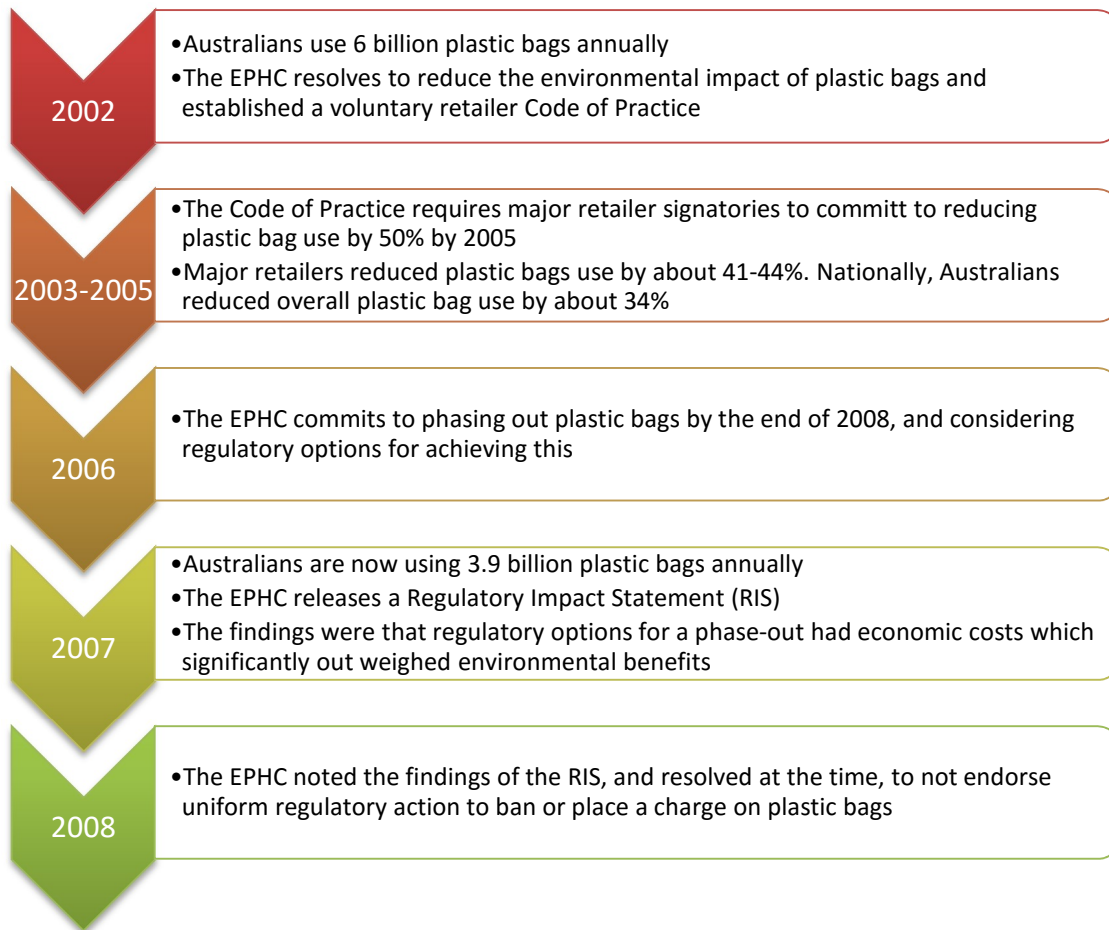 2002
•Australians use 6 billion plastic bags annually
•The EPHC resolves to reduce the environmental impact of plastic bags and
established a voluntary retailer Code of Practice
2003-2005
•The Code of Practice requires major retailer signatories to committ to reducing
plastic bag use by 50% by 2005
•Major retailers reduced plastic bags use by about 41-44%. Nationally, Australians
reduced overall plastic bag use by about 34%
2006
•The EPHC commits to phasing out plastic bags by the end of 2008, and considering
regulatory options for achieving this
2007
•Australians are now using 3.9 billion plastic bags annually
•The EPHC releases a Regulatory Impact Statement (RIS)
•The findings were that regulatory options for a phase-out had economic costs which
significantly out weighed environmental benefits
2008
•The EPHC noted the findings of the RIS, and resolved at the time, to not endorse
uniform regulatory action to ban or place a charge on plastic bags